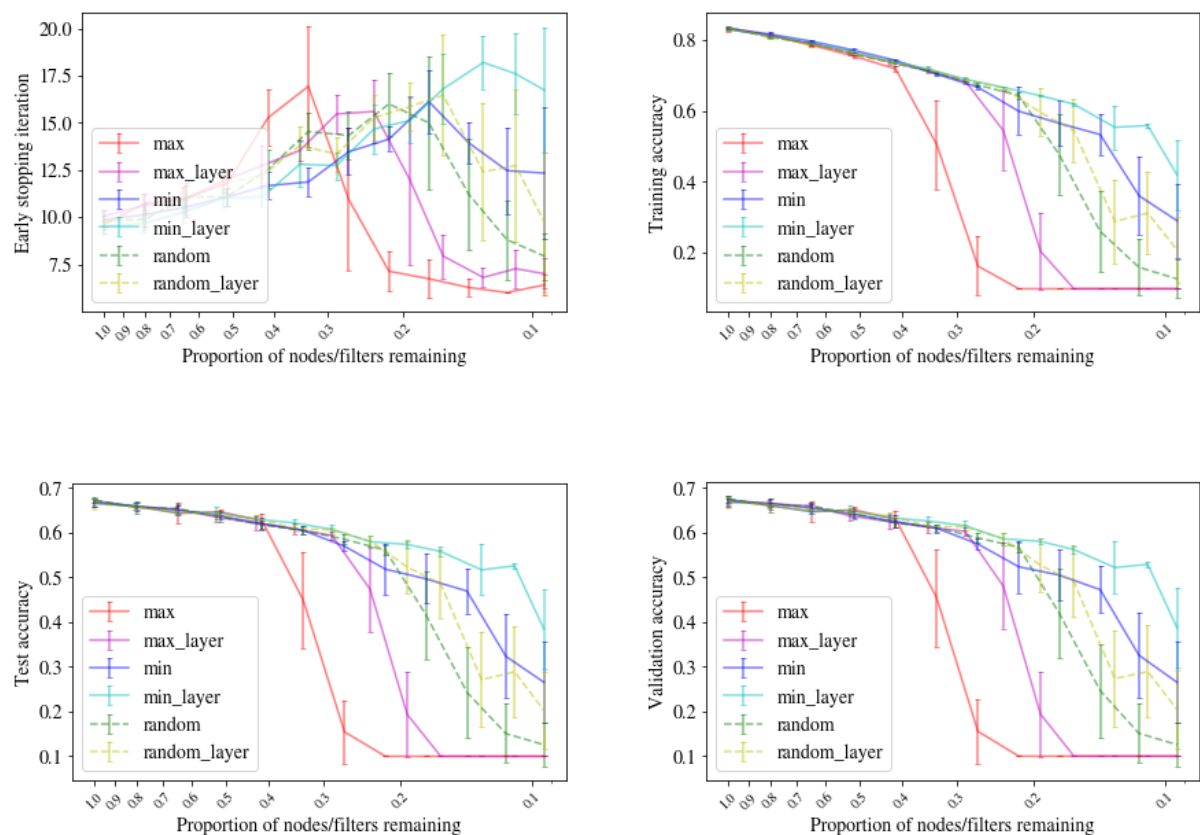 Early stopping iteration
20.0
17.5
15.0
12.5
10.0
7.5
max
max_layer
min
min_layer
random
random_layer
1.0
0.9
0.8
0.7
0.6
0.5
0.4
0.3
0.2
0.1
Proportion of nodes/filters remaining
Training accuracy
0.8
0.6
0.4
0.2
max
max_layer
min
min_layer
random
random_layer
1.0
0.9
0.8
0.7
0.6
0.5
0.4
0.3
0.2
0.1
Proportion of nodes/filters remaining
Test accuracy
0.7
0.6
0.5
0.4
0.3
0.2
0.1
max
max_layer
min
min_layer
random
random_layer
1.0
0.9
0.8
0.7
0.6
0.5
0.4
0.3
0.2
0.1
Proportion of nodes/filters remaining
Validation accuracy
0.7
0.6
0.5
0.4
0.3
0.2
0.1
max
max_layer
min
min_layer
random
random_layer
1.0
0.9
0.8
0.7
0.6
0.5
0.4
0.3
0.2
0.1
Proportion of nodes/filters remaining